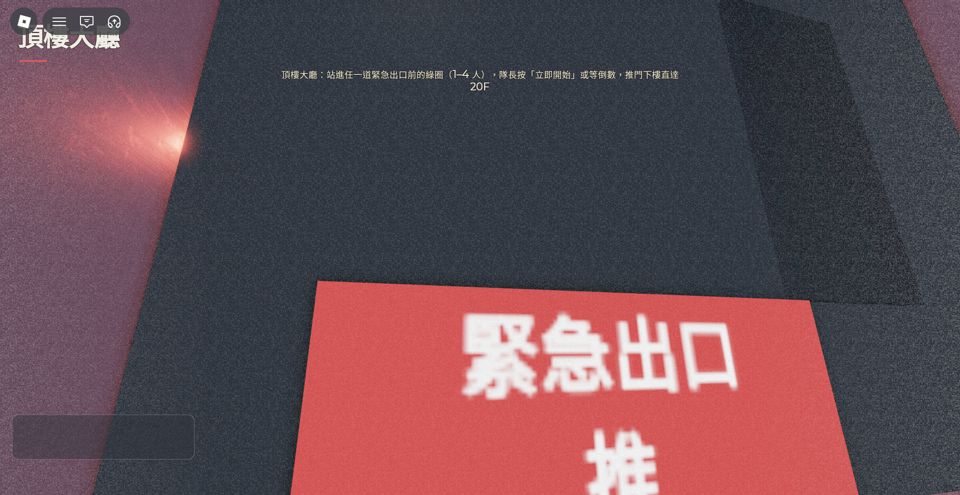 頂樓大廳
頂樓大廳：站進任一道緊急出口前的綠圈（1–4 人），隊長按「立即開始」或等倒數，推門下樓直達
20F
緊急出口
推